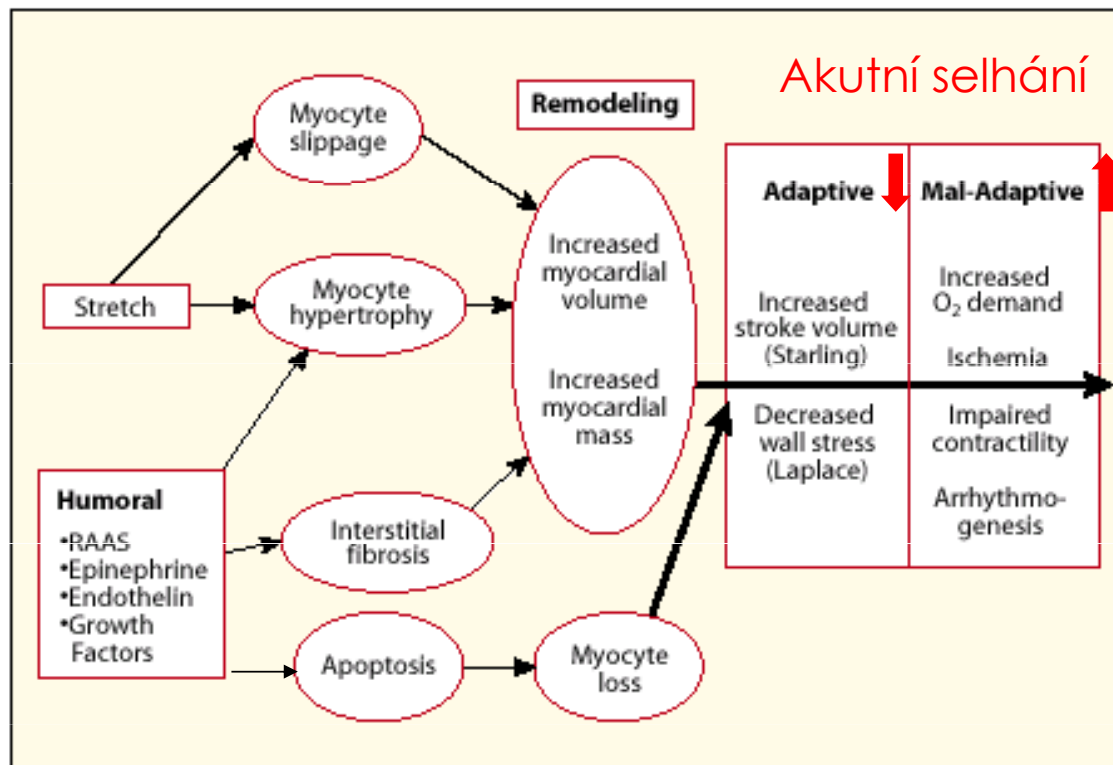 Akutní selhání
Myocyte
slippage
Remodeling
Adaptive
Mal-Adaptive
Stretch
Myocyte
hypertrophy
Increased
myocardial
volume
Increased
myocardial
mass
Increased
stroke volume
(Starling)
Decreased
wall stress
(Laplace)
Increased
O₂ demand
Ischemia
Impaired
contractility
Arrhythmo-
genesis
Humoral
•RAAS
•Epinephrine
•Endothelin
•Growth
Factors
Interstitial
fibrosis
Apoptosis
Myocyte
loss